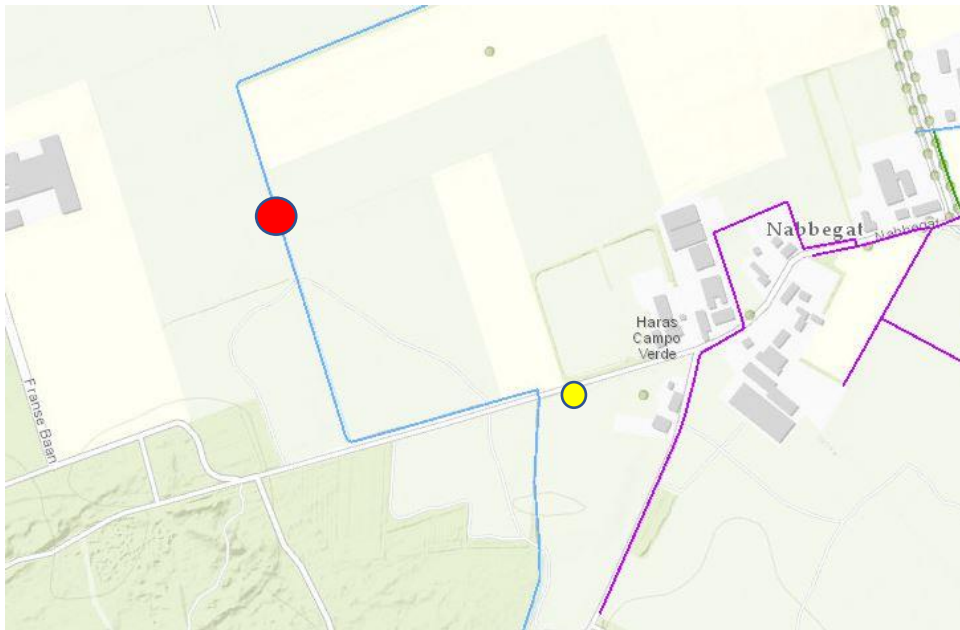 Nabbegat
Nabbegat
Haras
Campo
Verde
Franse Baan